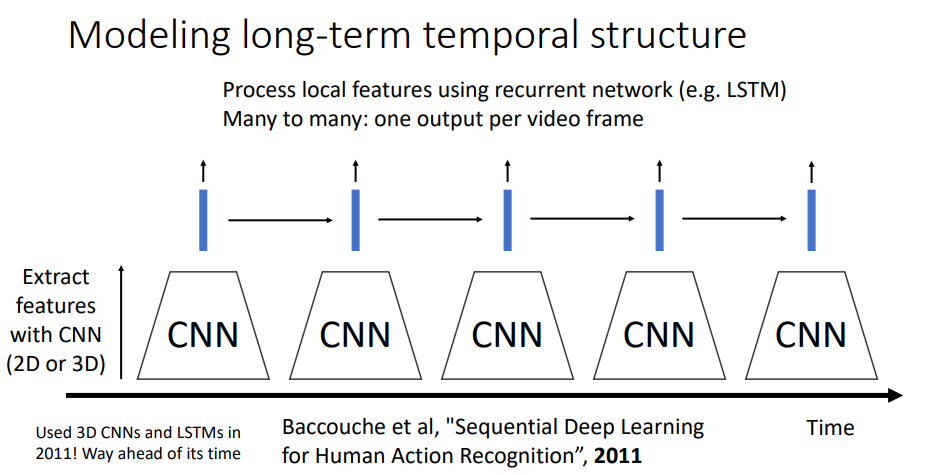 Modeling long-term temporal structure
Process local features using recurrent network (e.g. LSTM)
Many to many: one output per video frame
Extract
features
with CNN
(2D or 3D)
CNN
CNN
CNN
CNN
CNN
Used 3D CNNs and LSTMs in
2011! Way ahead of its time
Baccouche et al, "Sequential Deep Learning
for Human Action Recognition”, 2011
Time